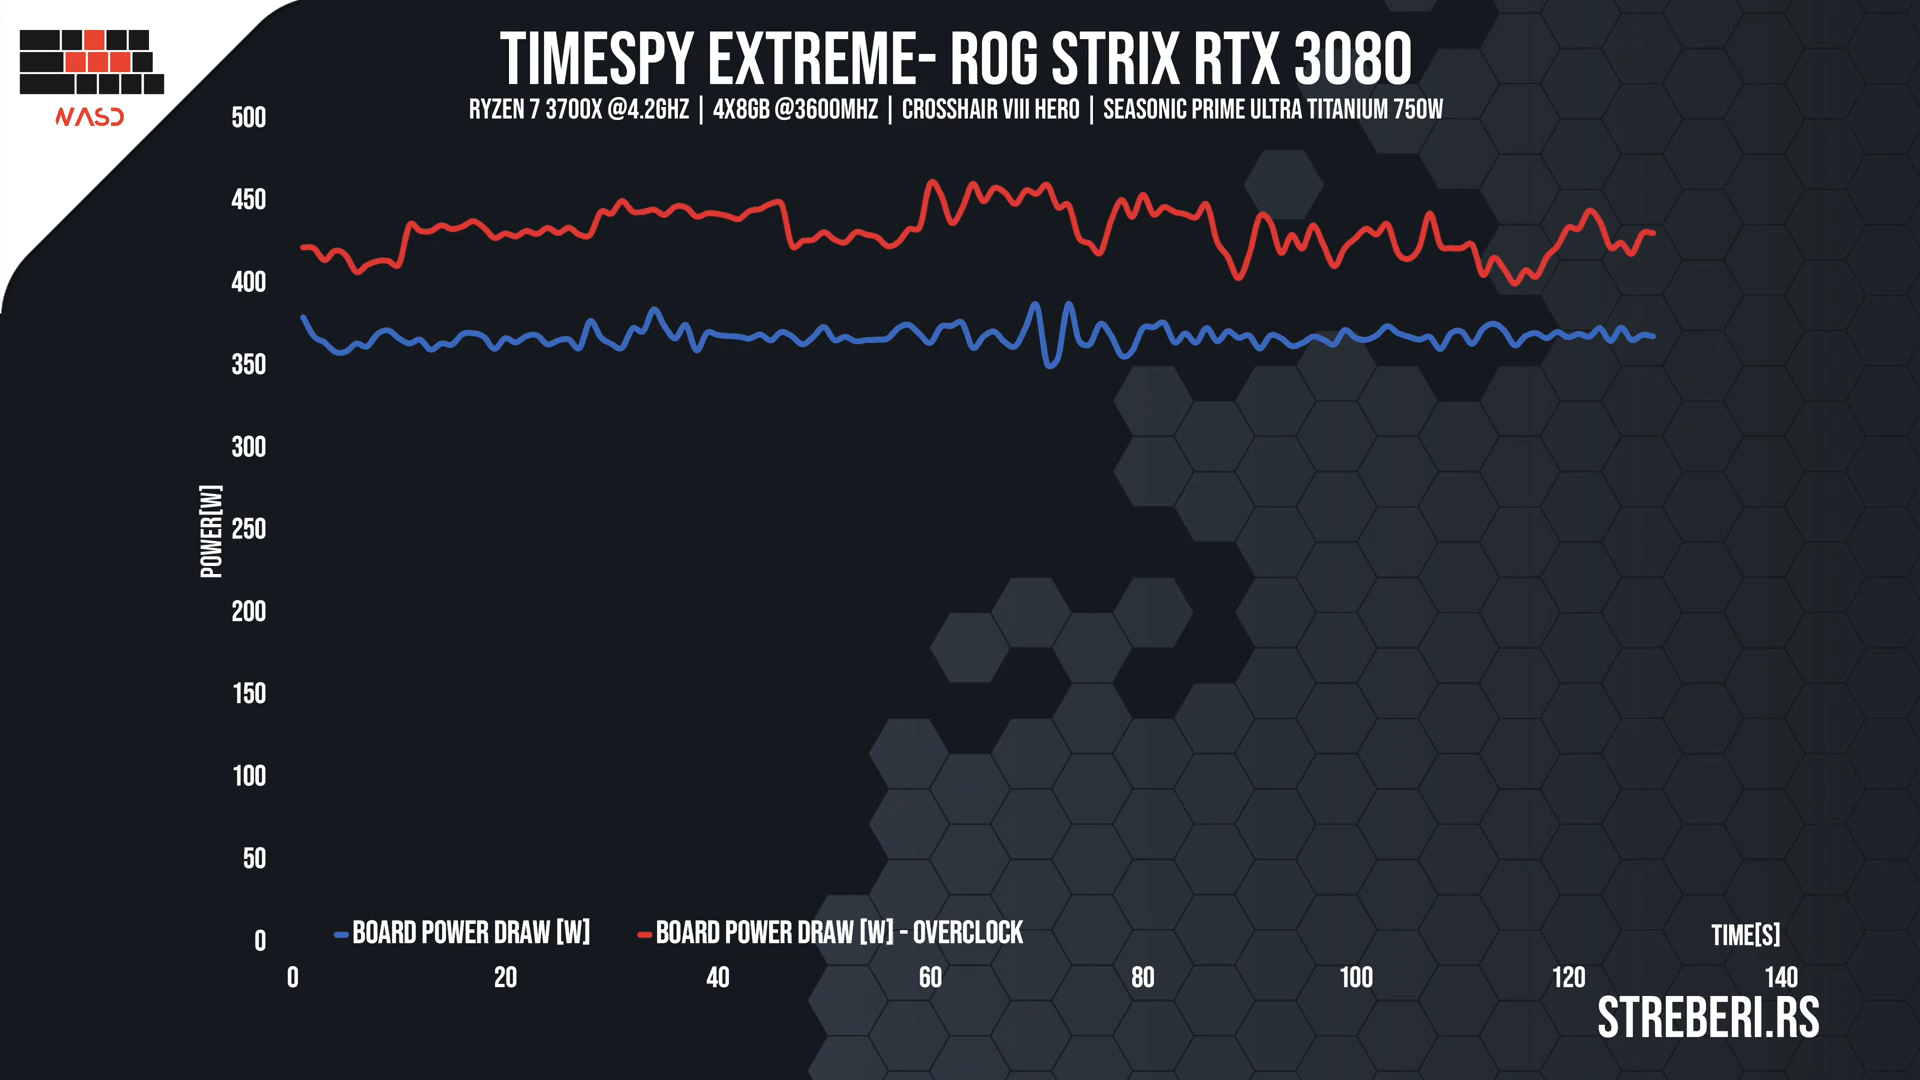 TIMESPY EXTREME- ROG STRIX RTX 3080
RYZEN 7 3700X @4.2GHZ | 4X8GB @3600MHZ | CROSSHAIR VIII HERO | SEASONIC PRIME ULTRA TITANIUM 750W
WASD
500
450
400
350
300
250
200
150
100
50
0
POWER[W]
BOARD POWER DRAW [W]
BOARD POWER DRAW [W] - OVERCLOCK
TIME[S]
0 20 40 60 80 100 120 140
STREBERI.RS